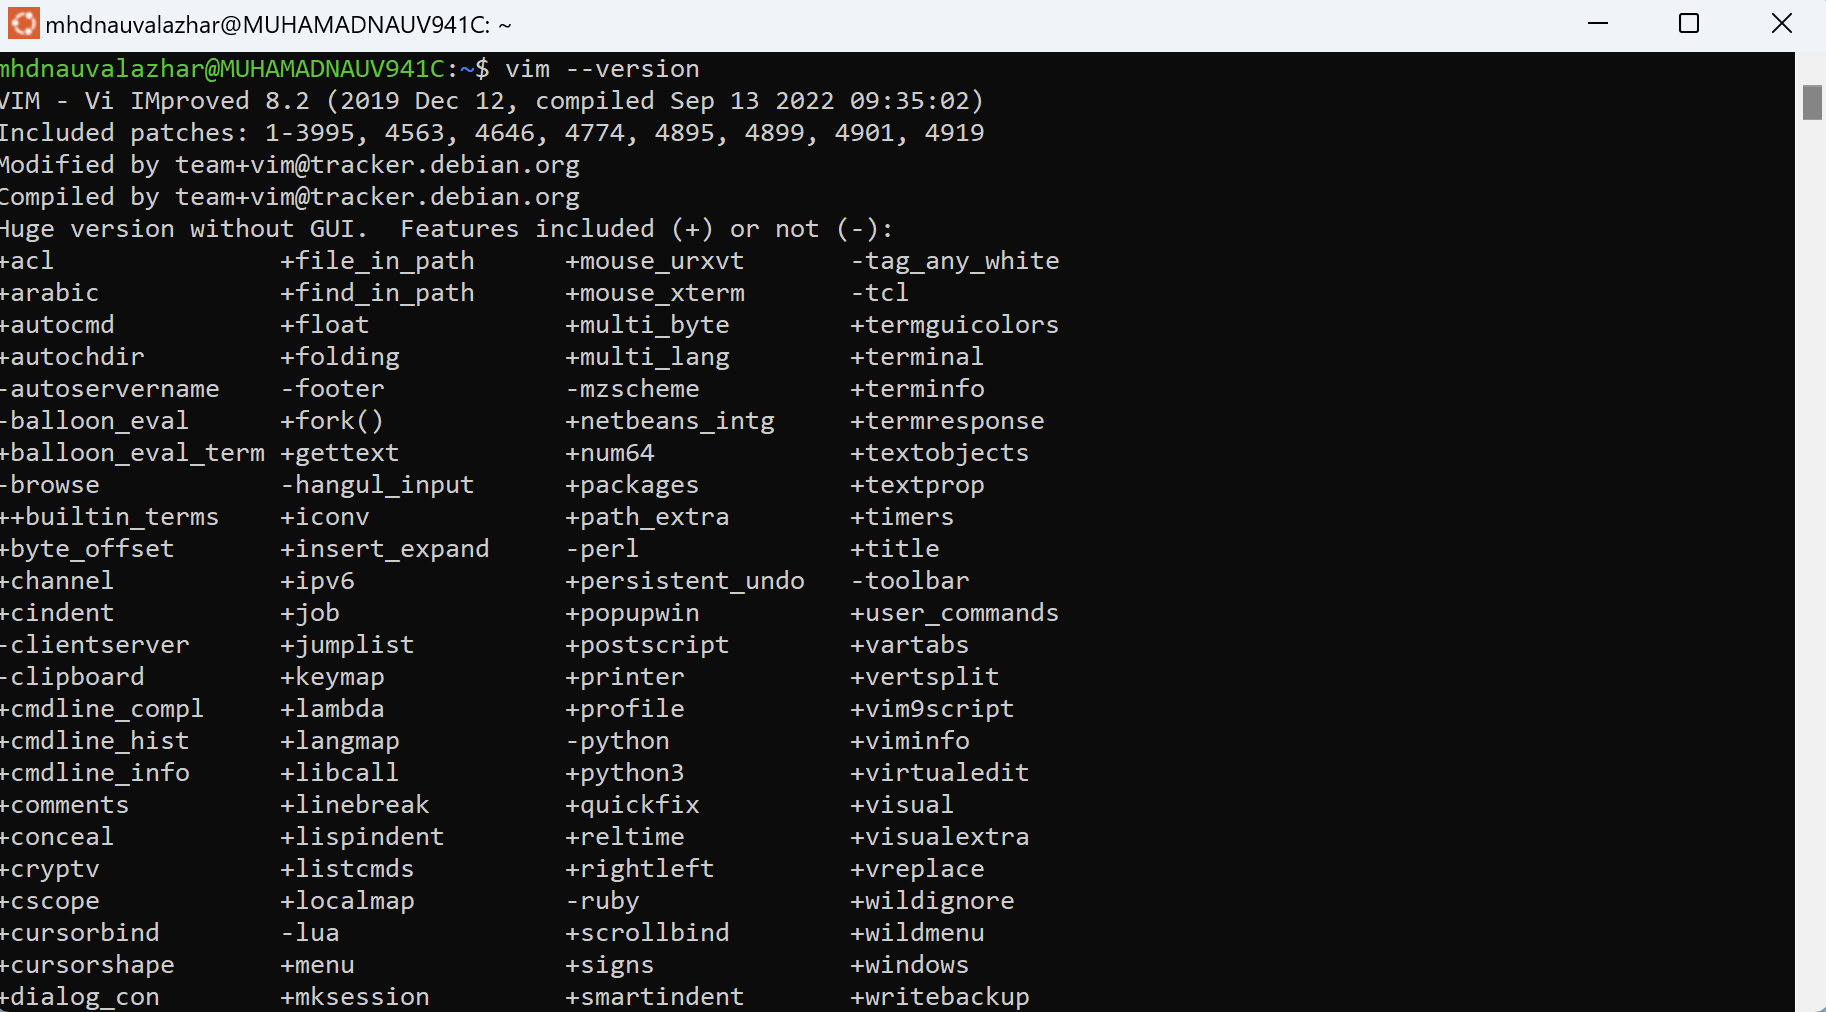 mhdnauvalazhar@MUHAMADNAUV941C: ~
mhdnauvalazhar@MUHAMADNAUV941C:~$ vim --version
VIM - Vi IMproved 8.2 (2019 Dec 12, compiled Sep 13 2022 09:35:02)
Included patches: 1-3995, 4563, 4646, 4774, 4895, 4899, 4901, 4919
Modified by team+vim@tracker.debian.org
Compiled by team+vim@tracker.debian.org
Huge version without GUI.  Features included (+) or not (-):
+acl               +file_in_path      +mouse_urxvt       -tag_any_white
+arabic            +find_in_path      +mouse_xterm       -tcl
+autocmd           +float             +multi_byte        +termguicolors
+autochdir         +folding           +multi_lang        +terminal
-autoservername    -footer            -mzscheme          +terminfo
-balloon_eval      +fork()            +netbeans_intg     +termresponse
+balloon_eval_term +gettext           +num64             +textobjects
-browse            -hangul_input      +packages          +textprop
++builtin_terms    +iconv             +path_extra        +timers
+byte_offset       +insert_expand     -perl              +title
+channel           +ipv6              +persistent_undo   -toolbar
+cindent           +job               +popupwin          +user_commands
-clientserver      +jumplist          +postscript        +vartabs
-clipboard         +keymap            +printer           +vertsplit
+cmdline_compl     +lambda            +profile           +vim9script
+cmdline_hist      +langmap           -python            +viminfo
+cmdline_info      +libcall           +python3           +virtualedit
+comments          +linebreak         +quickfix          +visual
+conceal           +lispindent        +reltime           +visualextra
+cryptv            +listcmds          +rightleft         +vreplace
+cscope            +localmap          -ruby              +wildignore
+cursorbind        -lua               +scrollbind        +wildmenu
+cursorshape       +menu              +signs             +windows
+dialog_con        +mksession         +smartindent       +writebackup